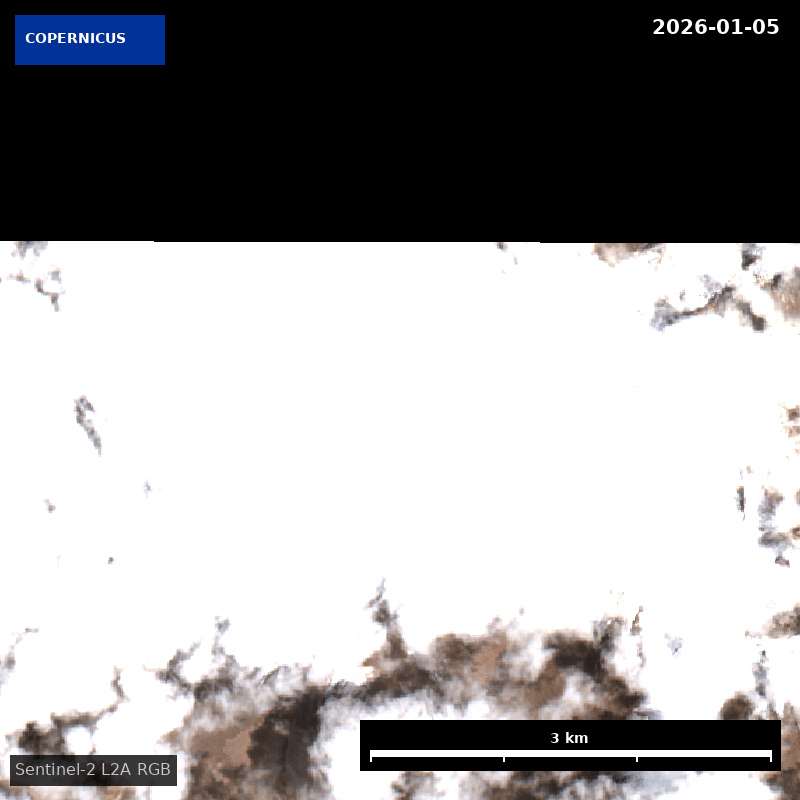 COPERNICUS
2026-01-05
3 km
Sentinel-2 L2A RGB